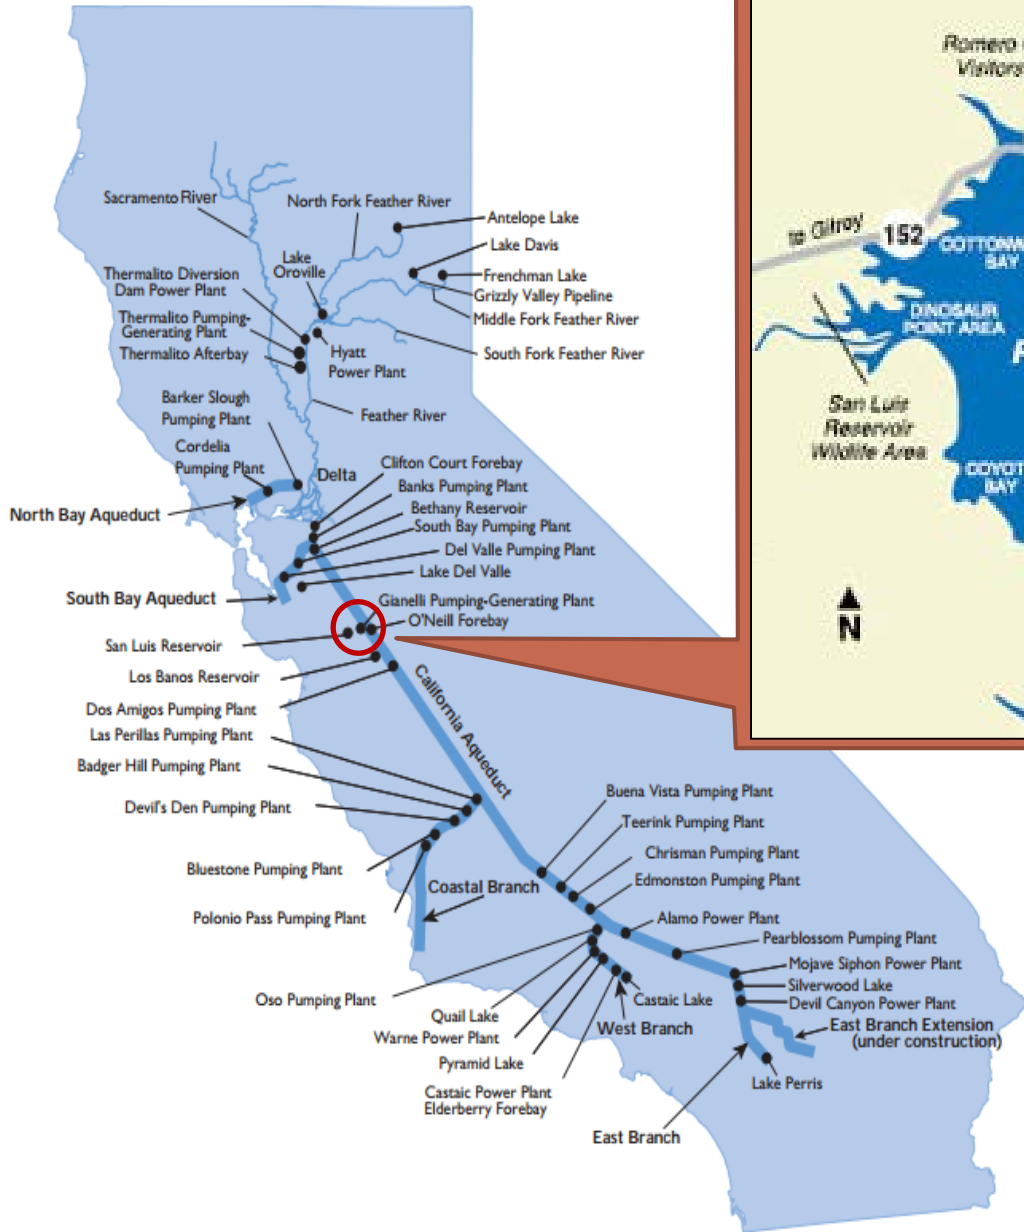 Sacramento River
North Fork Feather River
Antelope Lake
Lake Davis
Lake
Oroville
Frenchman Lake
Thermalito Diversion
Dam Power Plant
Grizzly Valley Pipeline
Middle Fork Feather River
Thermalito Pumping-
Generating Plant
Thermalito Afterbay
Hyatt
Power Plant
South Fork Feather River
Barker Slough
Pumping Plant
Feather River
Cordelia
Pumping Plant
Delta
Clifton Court Forebay
Banks Pumping Plant
North Bay Aqueduct
Bethany Reservoir
South Bay Pumping Plant
Del Valle Pumping Plant
Lake Del Valle
South Bay Aqueduct
Gianelli Pumping-Generating Plant
O'Neill Forebay
San Luis Reservoir
Los Banos Reservoir
Dos Amigos Pumping Plant
California Aqueduct
Las Perillas Pumping Plant
Badger Hill Pumping Plant
Devil's Den Pumping Plant
Bluestone Pumping Plant
Polonio Pass Pumping Plant
Coastal Branch
Buena Vista Pumping Plant
Teerink Pumping Plant
Chrisman Pumping Plant
Edmonston Pumping Plant
Alamo Power Plant
Pearblossom Pumping Plant
Mojave Siphon Power Plant
Silverwood Lake
Devil Canyon Power Plant
East Branch Extension
(under construction)
Lake Perris
East Branch
Oso Pumping Plant
Quail Lake
Warne Power Plant
Pyramid Lake
Castaic Power Plant
Elderberry Forebay
Castaic Lake
West Branch
Romero
Visitors
to Gilroy
152
COTTONW
BAY
DINOSAUR
POINT AREA
San Luis
Reservoir
Wildlife Area
COYOT
BAY
N